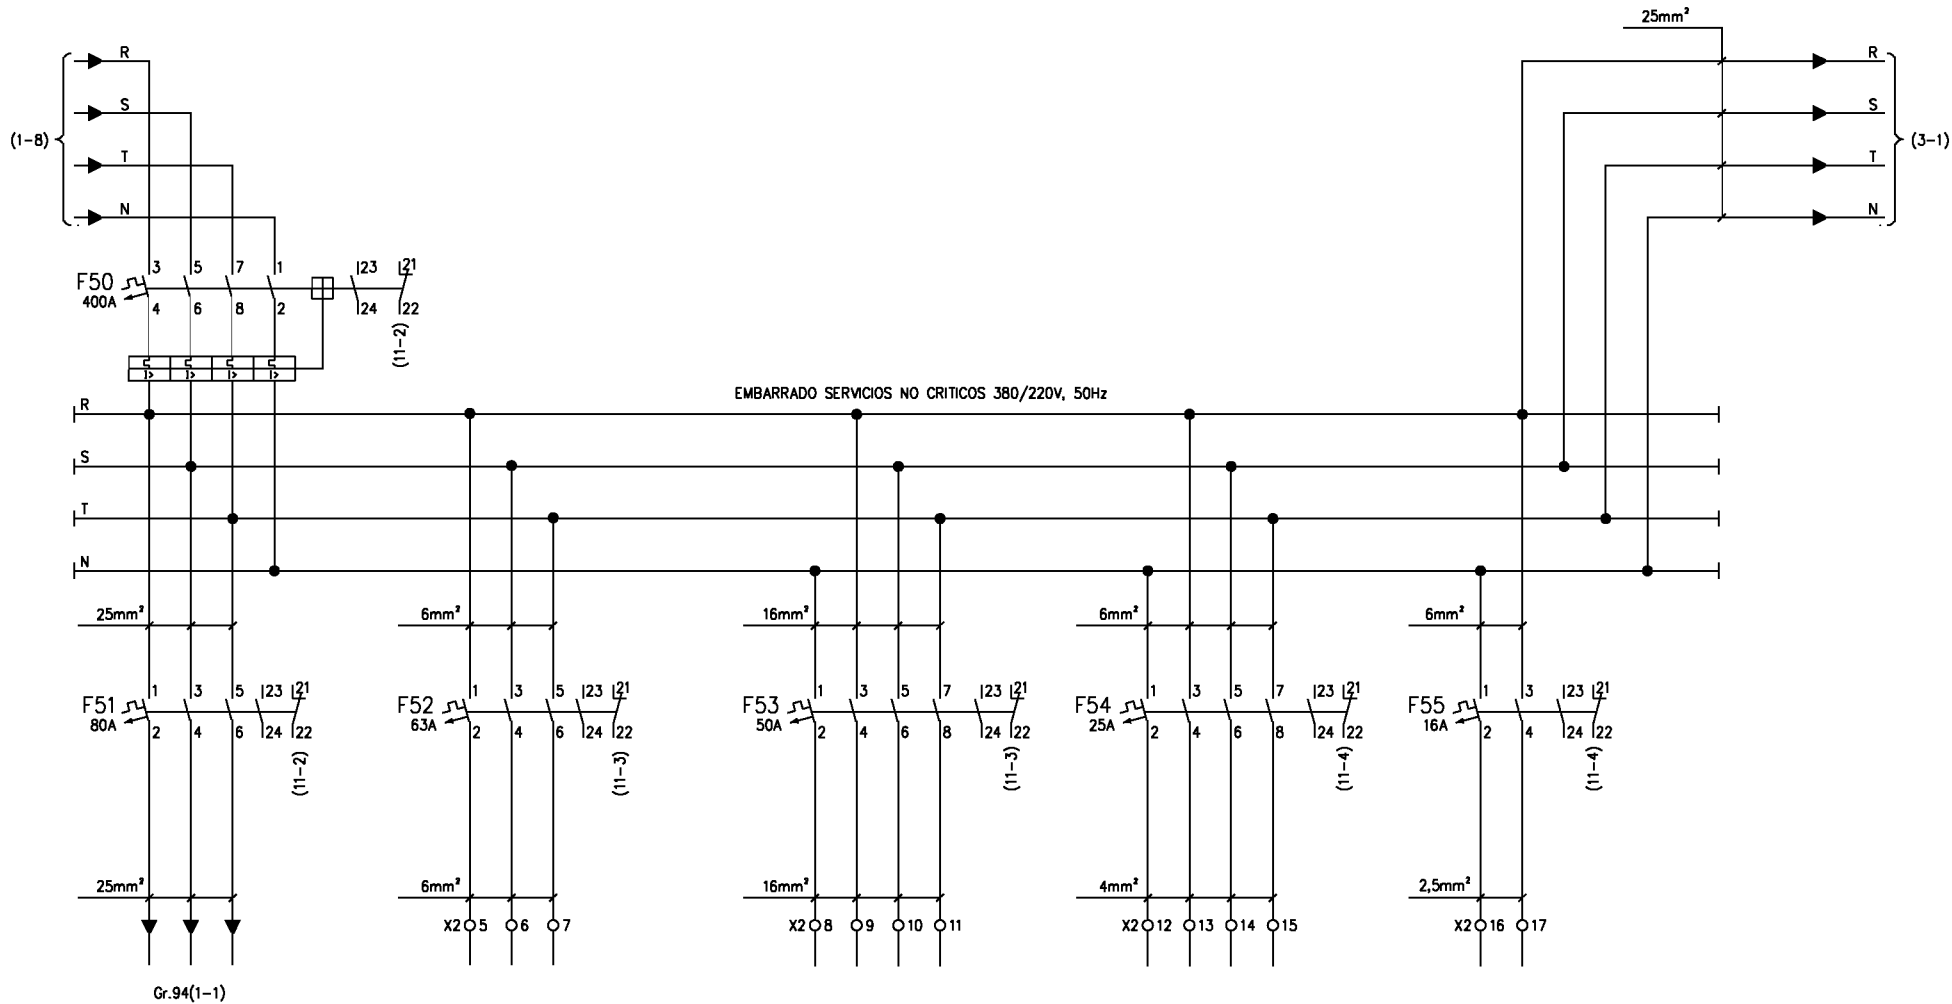 25mm²
R
R
S
S
(1-8)
(3-1)
T
T
N
N
3 5 7 1 23 21
F50
400A
4 6 8 2 24 22
(11-2)
EMBARRADO SERVICIOS NO CRITICOS 380/220V, 50Hz
R
S
T
N
25mm² 6mm² 16mm² 6mm² 6mm²
1 3 5 23 21
F51
80A
2 4 6 24 22
(11-2)
1 3 5 23 21
F52
63A
2 4 6 24 22
(11-3)
1 3 5 7 23 21
F53
50A
2 4 6 8 24 22
(11-3)
1 3 5 7 23 21
F54
25A
2 4 6 8 24 22
(11-4)
1 3 23 21
F55
16A
2 4 24 22
(11-4)
25mm² 6mm² 16mm² 4mm² 2,5mm²
X2 5 6 7
X2 8 9 10 11
X2 12 13 14 15
X2 16 17
Gr.94(1-1)